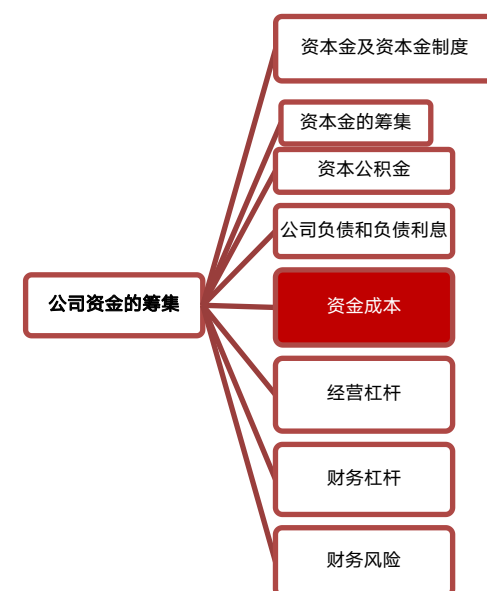 资本金及资本金制度
资本金的筹集
资本公积金
公司负债和负债利息
公司资金的筹集
资金成本
经营杠杆
财务杠杆
财务风险